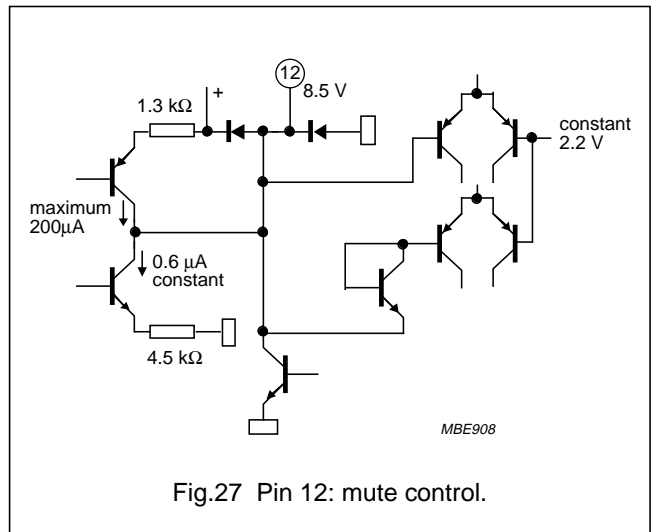 12
+
8.5 V
1.3 kΩ
constant
2.2 V
maximum
200µA
0.6 µA
constant
4.5 kΩ
MBE908
Fig.27 Pin 12: mute control.